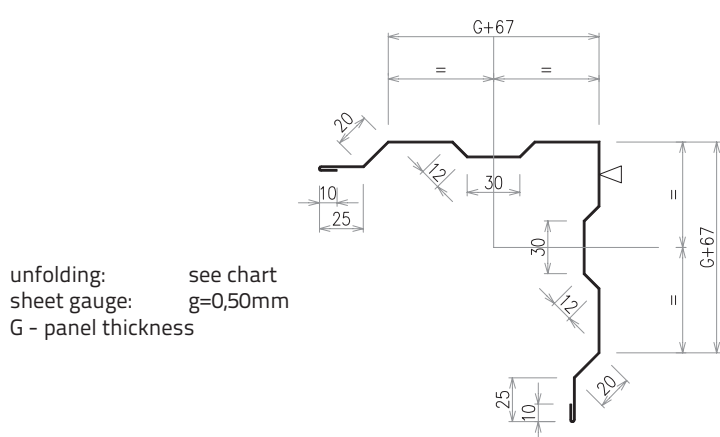 G+67
= =
20
12
30
10
25
=
30
G+67
unfolding: see chart
sheet gauge: g=0,50mm
G - panel thickness
12
=
20
25
10